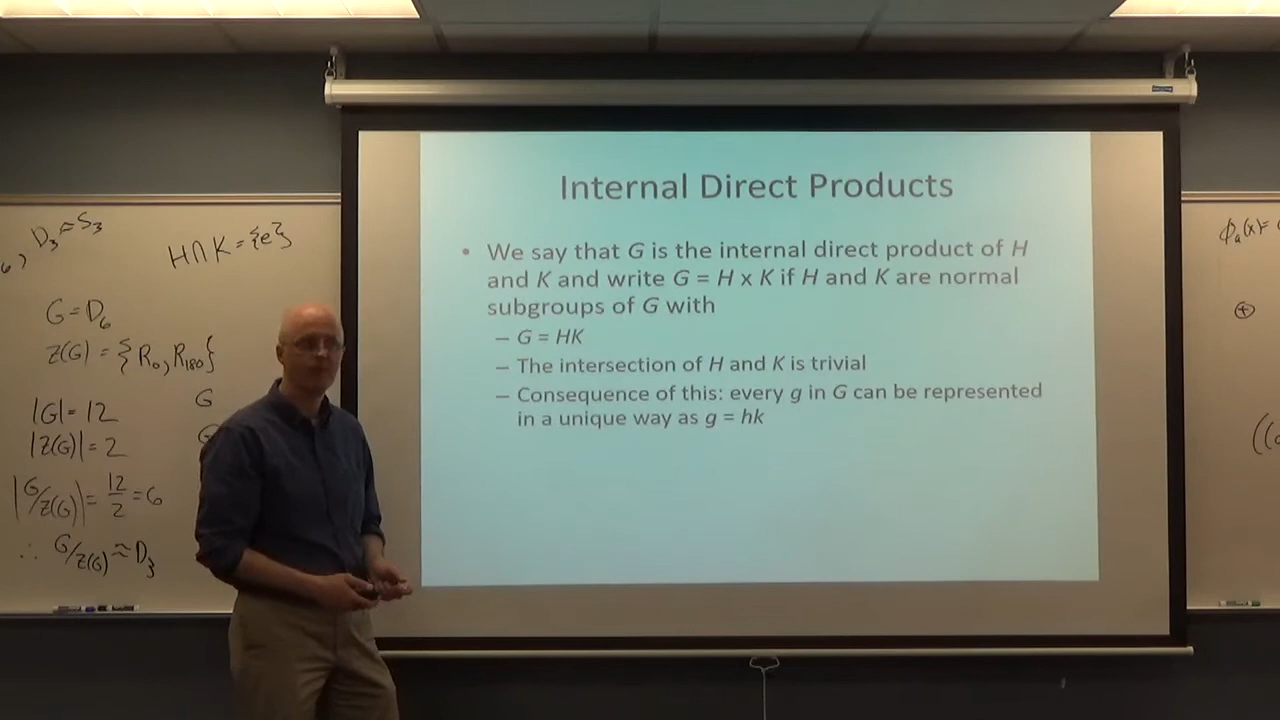 Internal Direct Products
• We say that G is the internal direct product of H
and K and write G = H x K if H and K are normal
subgroups of G with
– G = HK
– The intersection of H and K is trivial
– Consequence of this: every g in G can be represented
in a unique way as g = hk
D₃ ≈ S₃
H∩K = {e}
G = D₆
Z(G) = {R₀, R₁₈₀}
|G| = 12
|Z(G)| = 2
|G/Z(G)| = 12/2 = 6
∴ G/Z(G) ≈ D₃
G
ϕₐ(x) =
⊕